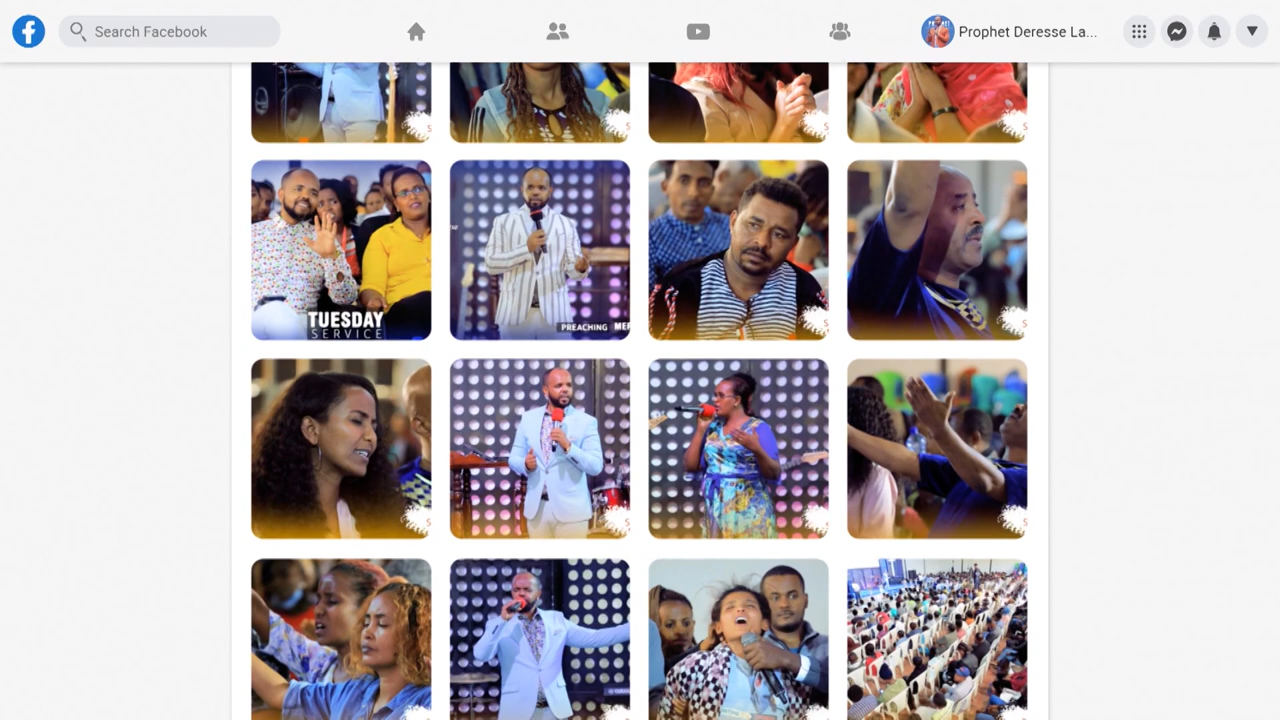 Search Facebook
Prophet Deresse La...
TUESDAY
SERVICE
PREACHING